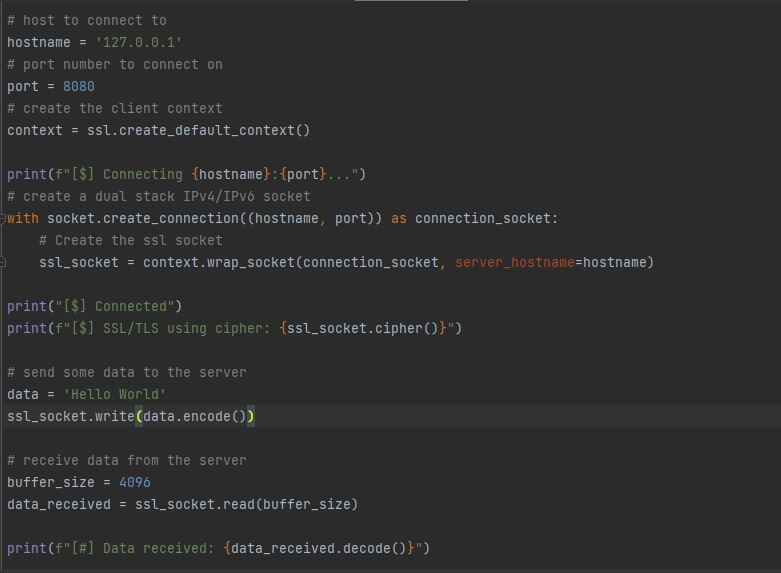 # host to connect to
hostname = '127.0.0.1'
# port number to connect on
port = 8080
# create the client context
context = ssl.create_default_context()
print(f"[$] Connecting {hostname}:{port}...")
# create a dual stack IPv4/IPv6 socket
with socket.create_connection((hostname, port)) as connection_socket:
    # Create the ssl socket
    ssl_socket = context.wrap_socket(connection_socket, server_hostname=hostname)
print("[$] Connected")
print(f"[$] SSL/TLS using cipher: {ssl_socket.cipher()}")
# send some data to the server
data = 'Hello World'
ssl_socket.write(data.encode())
# receive data from the server
buffer_size = 4096
data_received = ssl_socket.read(buffer_size)
print(f"[#] Data received: {data_received.decode()}")